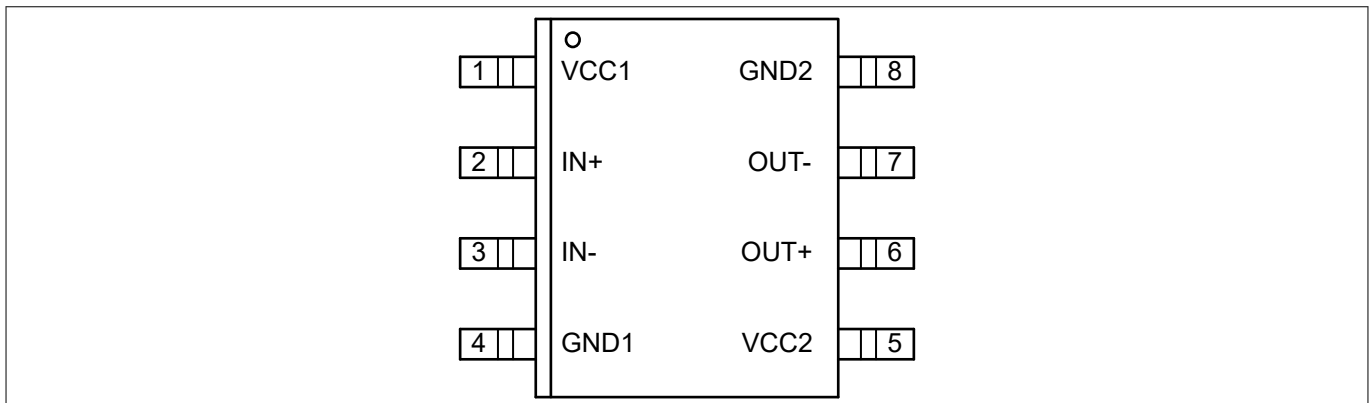 1 VCC1 GND2 8
2 IN+ OUT- 7
3 IN- OUT+ 6
4 GND1 VCC2 5